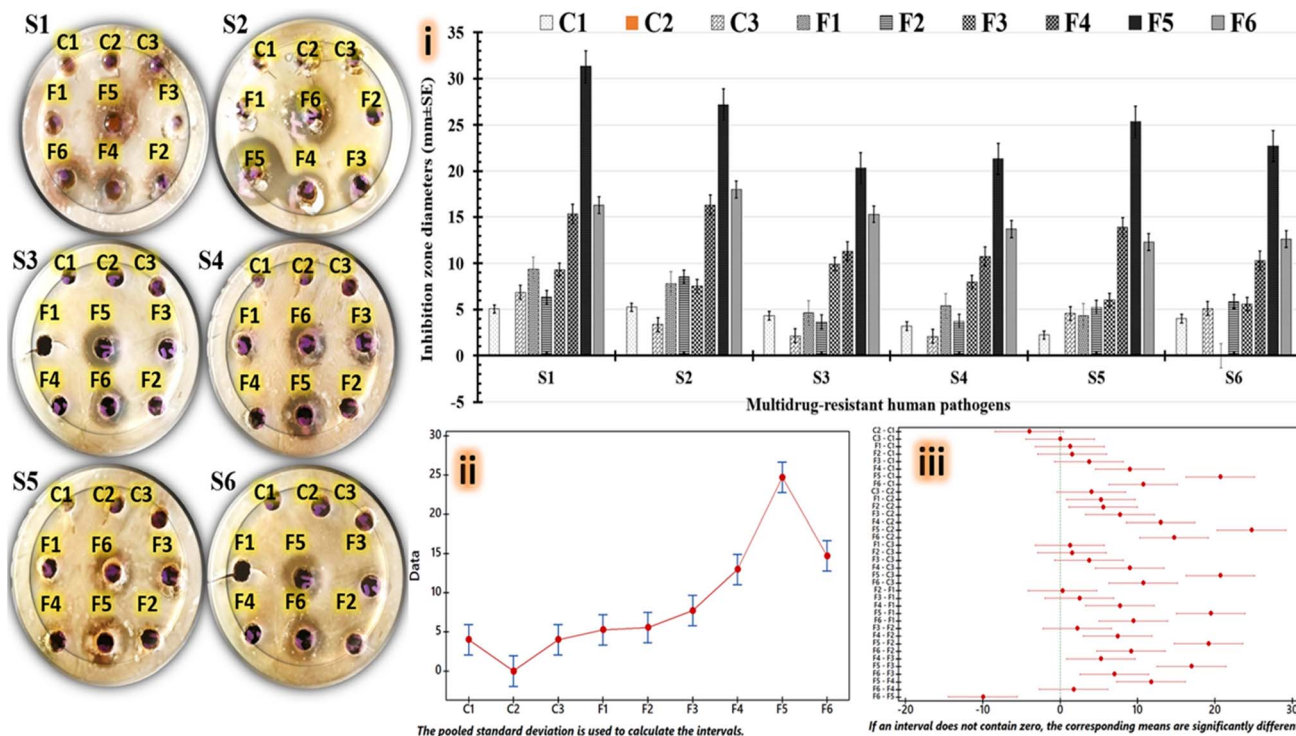 S1
C1 C2 C3
F1 F5 F3
F6 F4 F2
S2
C1 C2 C3
F1 F6 F2
F5 F4 F3
S3
C1 C2 C3
F1 F5 F3
F4 F6 F2
S4
C1 C2 C3
F1 F6 F3
F4 F5 F2
S5
C1 C2 C3
F1 F6 F3
F4 F5 F2
S6
C1 C2 C3
F1 F5 F3
F4 F6 F2
i
C1 C2 C3 F1 F2 F3 F4 F5 F6
Inhibition zone diameters (mm±SE)
35
30
25
20
15
10
5
0
-5
S1 S2 S3 S4 S5 S6
Multidrug-resistant human pathogens
ii
Data
30
25
20
15
10
5
0
C1 C2 C3 F1 F2 F3 F4 F5 F6
The pooled standard deviation is used to calculate the intervals.
iii
C2 - C1
C3 - C1
F1 - C1
F2 - C1
F3 - C1
F4 - C1
F5 - C1
F6 - C1
C3 - C2
F1 - C2
F2 - C2
F3 - C2
F4 - C2
F5 - C2
F6 - C2
F1 - C3
F2 - C3
F3 - C3
F4 - C3
F5 - C3
F6 - C3
F2 - F1
F3 - F1
F4 - F1
F5 - F1
F6 - F1
F3 - F2
F4 - F2
F5 - F2
F6 - F2
F4 - F3
F5 - F3
F6 - F3
F5 - F4
F6 - F4
F6 - F5
-20 -10 0 10 20 30
If an interval does not contain zero, the corresponding means are significantly differen